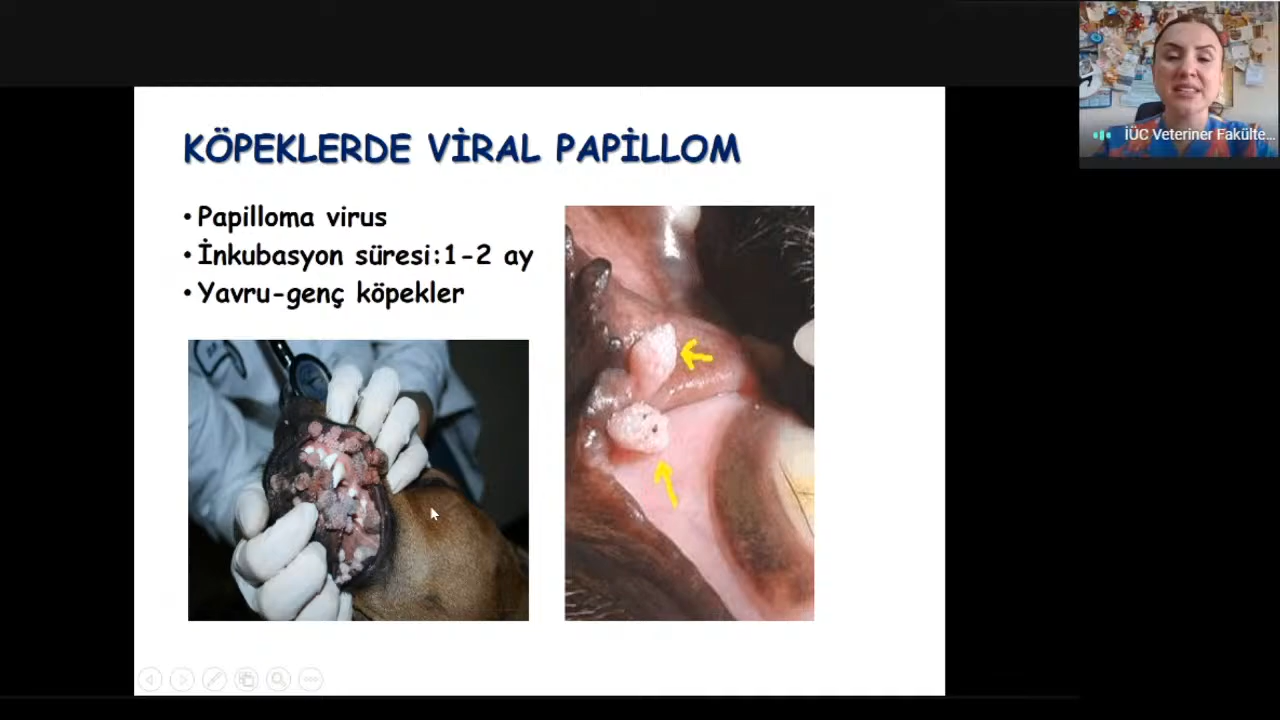 KÖPEKLERDE VİRAL PAPİLLOM
• Papilloma virus
• İnkubasyon süresi:1-2 ay
• Yavru-genç köpekler
İÜC Veteriner Fakülte...